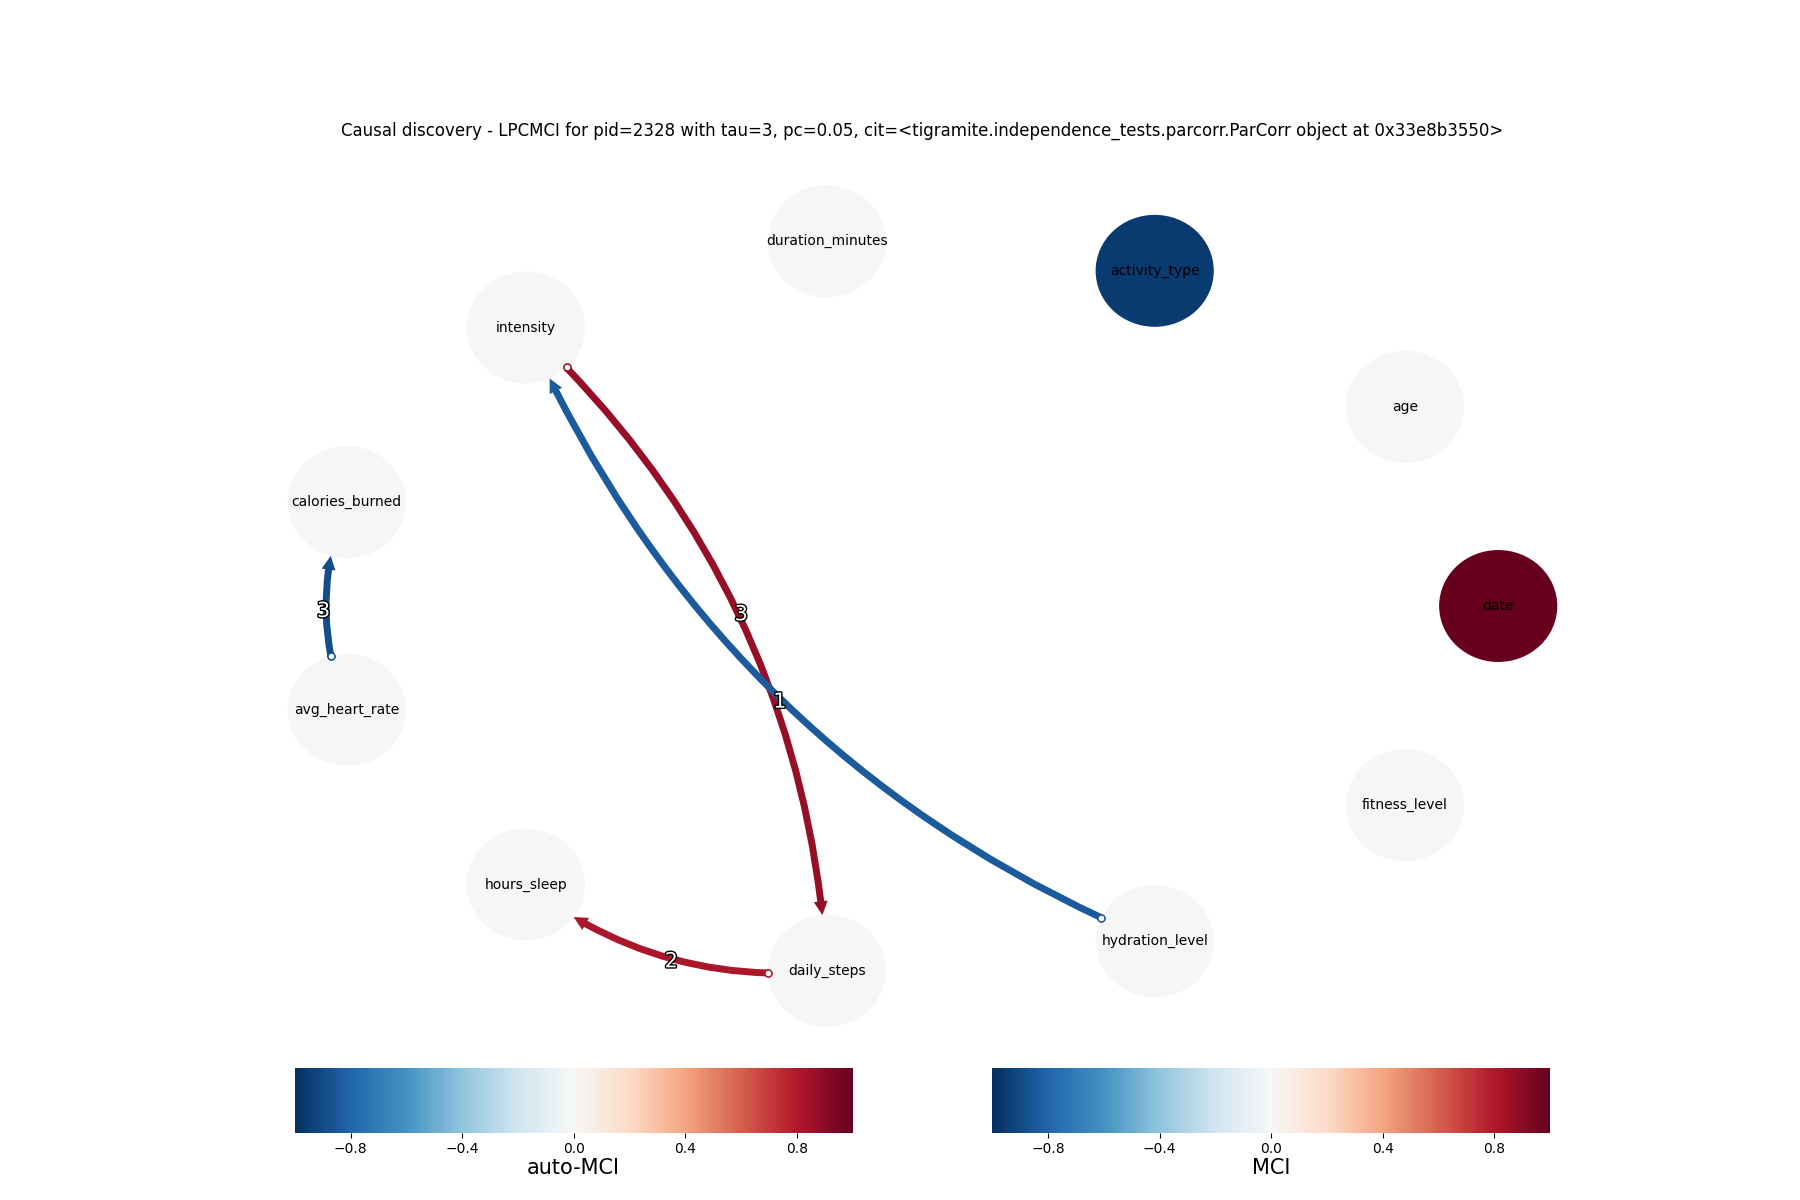 Causal discovery - LPCMCI for pid=2328 with tau=3, pc=0.05, cit=<tigramite.independence_tests.parcorr.ParCorr object at 0x33e8b3550>
duration_minutes
activity_type
intensity
age
calories_burned
date
3
3
1
avg_heart_rate
fitness_level
hours_sleep
hydration_level
2
daily_steps
−0.8 −0.4 0.0 0.4 0.8
auto-MCI
−0.8 −0.4 0.0 0.4 0.8
MCI